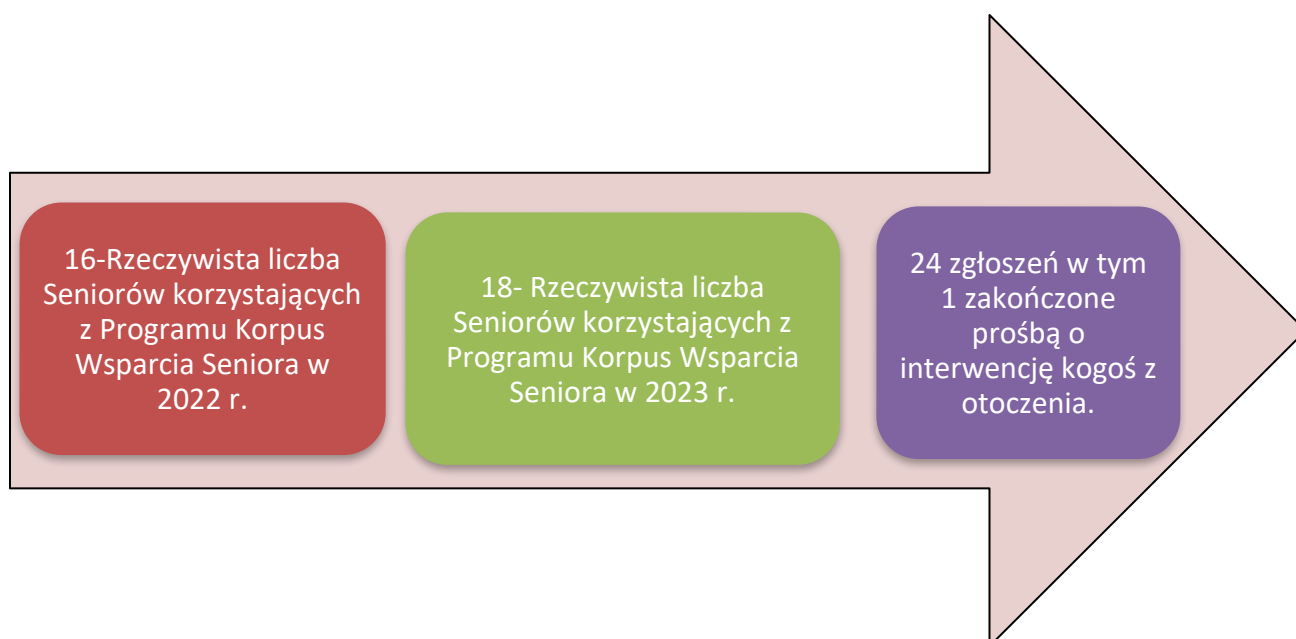 16-Rzeczywista liczba
Seniorów korzystających
z Programu Korpus
Wsparcia Seniora w
2022 r.
18- Rzeczywista liczba
Seniorów korzystających z
Programu Korpus Wsparcia
Seniora w 2023 r.
24 zgłoszeń w tym
1 zakończone
prośbą o
interwencję kogoś z
otoczenia.